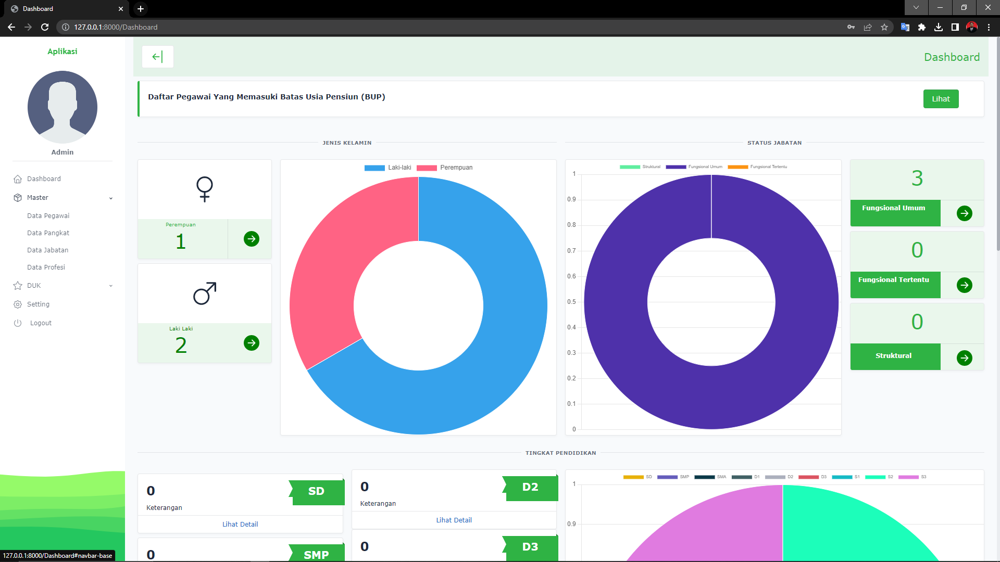 Dashboard
127.0.0.1:8000/Dashboard
Aplikasi
Admin
Dashboard
Master
Data Pegawai
Data Pangkat
Data Jabatan
Data Profesi
DUK
Setting
Logout
127.0.0.1:8000/Dashboard#navbar-base
Dashboard
Daftar Pegawai Yang Memasuki Batas Usia Pensiun (BUP)
Lihat
JENIS KELAMIN
Perempuan
1
Laki Laki
2
Laki-laki Perempuan
STATUS JABATAN
Struktural Fungsional Umum Fungsional Tertentu
1
0.9
0.8
0.7
0.6
0.5
0.4
0.3
0.2
0.1
0
3
Fungsional Umum
0
Fungsional Tertentu
0
Struktural
TINGKAT PENDIDIKAN
0
SD
Keterangan
Lihat Detail
0
SMP
0
D2
Keterangan
Lihat Detail
0
D3
SD SMP SMA D1 D2 D3 S1 S2 S3
1
0.9